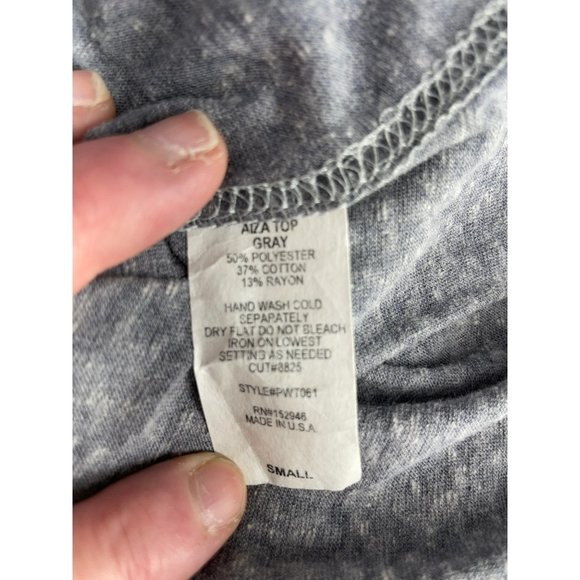 AIZA TOP
GRAY
50% POLYESTER
37% COTTON
13% RAYON
HAND WASH COLD
SEPARATELY
DRY FLAT DO NOT BLEACH
IRON ON LOWEST
SETTING AS NEEDED
CUT#8825
STYLE#PWT061
RN#152946
MADE IN U.S.A.
SMALL